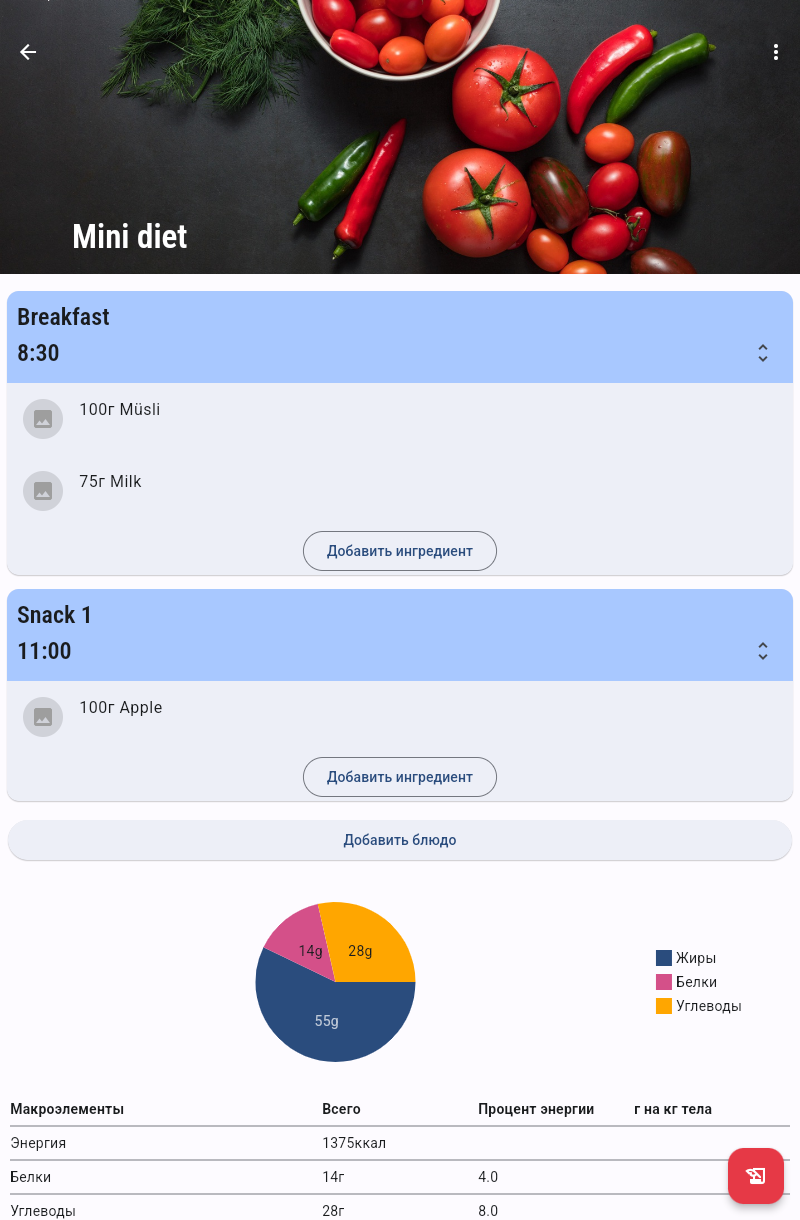 Mini diet
Breakfast
8:30
100г Müsli
75г Milk
Добавить ингредиент
Snack 1
11:00
100г Apple
Добавить ингредиент
Добавить блюдо
14g
28g
55g
Жиры
Белки
Углеводы
Макроэлементы Всего Процент энергии г на кг тела
Энергия 1375ккал
Белки 14г 4.0
Углеводы 28г 8.0